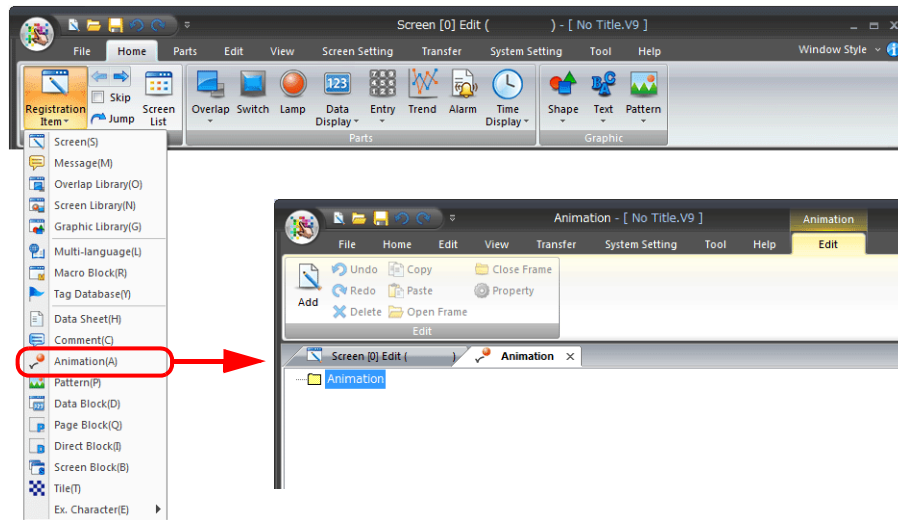 Screen [0] Edit ( ) - [ No Title.V9 ]
File Home Parts Edit View Screen Setting Transfer System Setting Tool Help Window Style
Registration Item
Skip
Jump
Screen List
Overlap Switch Lamp Data Display Entry Trend Alarm Time Display
Parts
Shape Text Pattern
Graphic
123
ABC
Screen(S)
Message(M)
Overlap Library(O)
Screen Library(N)
Graphic Library(G)
Multi-language(L)
Macro Block(R)
Tag Database(Y)
Data Sheet(H)
Comment(C)
Animation(A)
Pattern(P)
Data Block(D)
Page Block(Q)
Direct Block(I)
Screen Block(B)
Tile(T)
Ex. Character(E)
Animation - [ No Title.V9 ] Animation
File Home Edit View Transfer System Setting Tool Help Edit
Add
Undo Copy Close Frame
Redo Paste Property
Delete Open Frame
Edit
Screen [0] Edit ( ) Animation
Animation